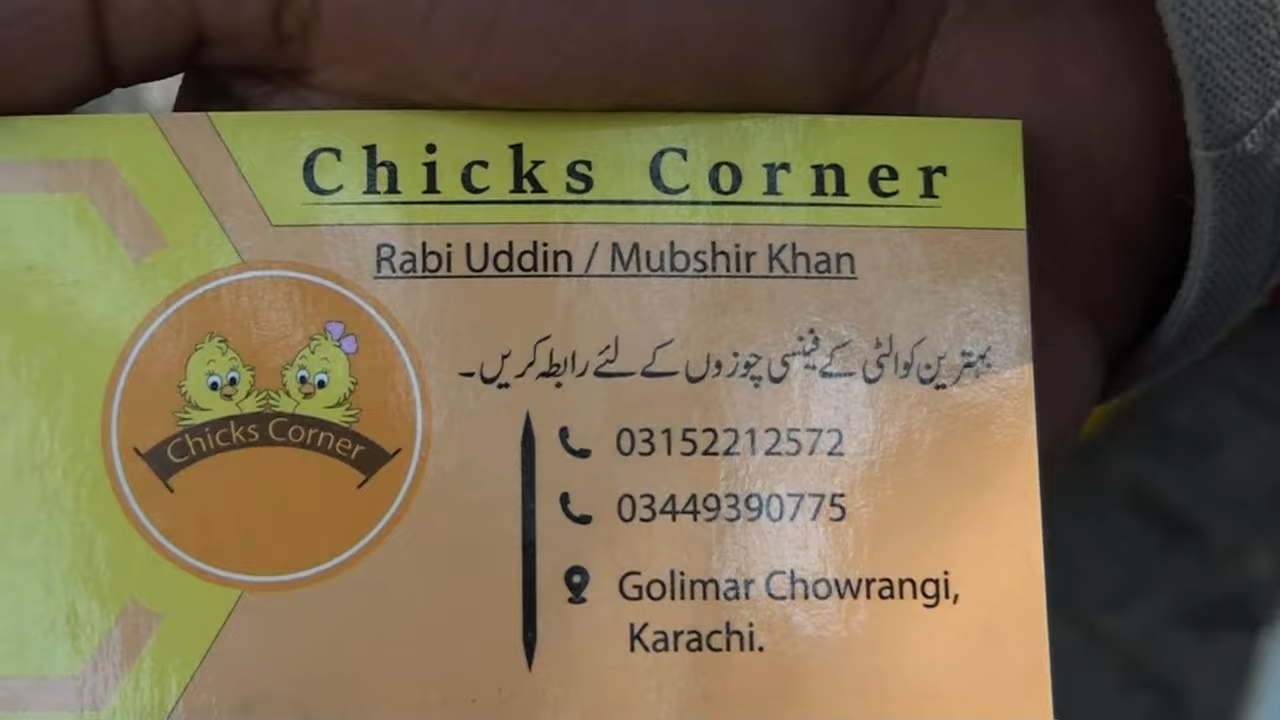 Chicks Corner
Rabi Uddin / Mubshir Khan
بہترین کوالٹی کے فینسی چوزوں کے لئے رابطہ کریں۔
Chicks Corner
03152212572
03449390775
Golimar Chowrangi,
Karachi.